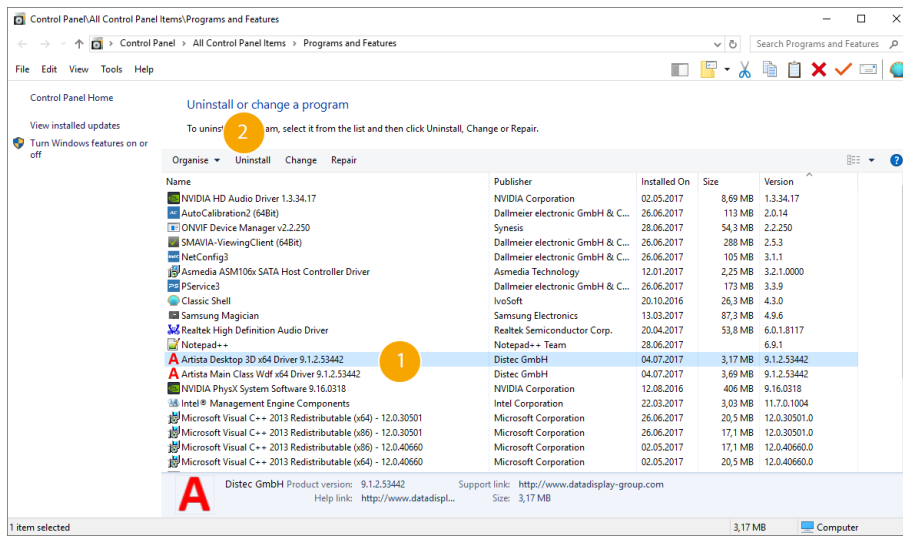 Control Panel\All Control Panel Items\Programs and Features
Control Panel > All Control Panel Items > Programs and Features
Search Programs and Features
File Edit View Tools Help
Control Panel Home
View installed updates
Turn Windows features on or
off
Uninstall or change a program
To unins am, select it from the list and then click Uninstall, Change or Repair.
2
Organise Uninstall Change Repair
Name Publisher Installed On Size Version
NVIDIA HD Audio Driver 1.3.34.17 NVIDIA Corporation 02.05.2017 8,69 MB 1.3.34.17
AutoCalibration2 (64Bit) Dallmeier electronic GmbH & C... 26.06.2017 113 MB 2.0.14
ONVIF Device Manager v2.2.250 Synesis 28.06.2017 54,3 MB 2.2.250
SMAVIA-ViewingClient (64Bit) Dallmeier electronic GmbH & C... 26.06.2017 288 MB 2.5.3
NetConfig3 Dallmeier electronic GmbH & C... 26.06.2017 105 MB 3.1.1
Asmedia ASM106x SATA Host Controller Driver Asmedia Technology 12.01.2017 2,25 MB 3.2.1.0000
PService3 Dallmeier electronic GmbH & C... 26.06.2017 173 MB 3.3.9
Classic Shell IvoSoft 20.10.2016 26,3 MB 4.3.0
Samsung Magician Samsung Electronics 13.03.2017 87,3 MB 4.9.6
Realtek High Definition Audio Driver Realtek Semiconductor Corp. 20.04.2017 53,8 MB 6.0.1.8117
Notepad++ Notepad++ Team 28.06.2017 6.9.1
Artista Desktop 3D x64 Driver 9.1.2.53442 Distec GmbH 04.07.2017 3,17 MB 9.1.2.53442
1
Artista Main Class Wdf x64 Driver 9.1.2.53442 Distec GmbH 04.07.2017 3,69 MB 9.1.2.53442
NVIDIA PhysX System Software 9.16.0318 NVIDIA Corporation 12.08.2016 406 MB 9.16.0318
Intel® Management Engine Components Intel Corporation 22.03.2017 3,03 MB 11.7.0.1004
Microsoft Visual C++ 2013 Redistributable (x64) - 12.0.30501 Microsoft Corporation 26.06.2017 20,5 MB 12.0.30501.0
Microsoft Visual C++ 2013 Redistributable (x86) - 12.0.30501 Microsoft Corporation 26.06.2017 17,1 MB 12.0.30501.0
Microsoft Visual C++ 2013 Redistributable (x86) - 12.0.40660 Microsoft Corporation 02.05.2017 17,1 MB 12.0.40660.0
Microsoft Visual C++ 2013 Redistributable (x64) - 12.0.40660 Microsoft Corporation 02.05.2017 20,5 MB 12.0.40660.0
A
Distec GmbH Product version: 9.1.2.53442 Support link: http://www.datadisplay-group.com
Help link: http://www.datadispl... Size: 3,17 MB
1 item selected 3,17 MB Computer